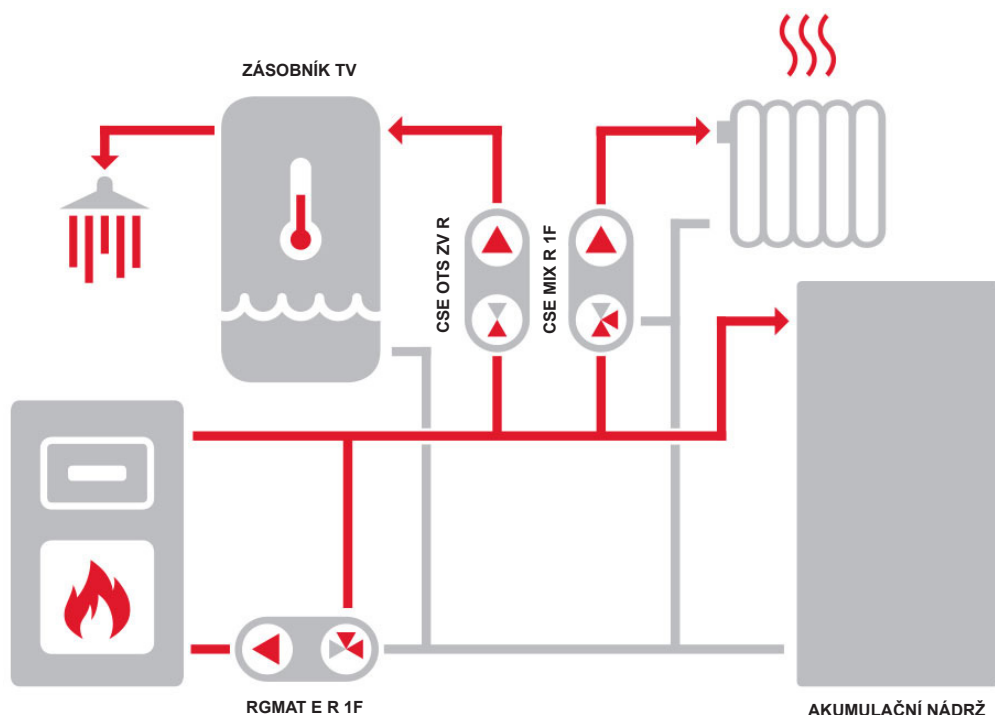 ZÁSOBNÍK TV
CSE OTS ZV R
CSE MIX R 1F
RGMAT E R 1F
AKUMULAČNÍ NÁDRŽ